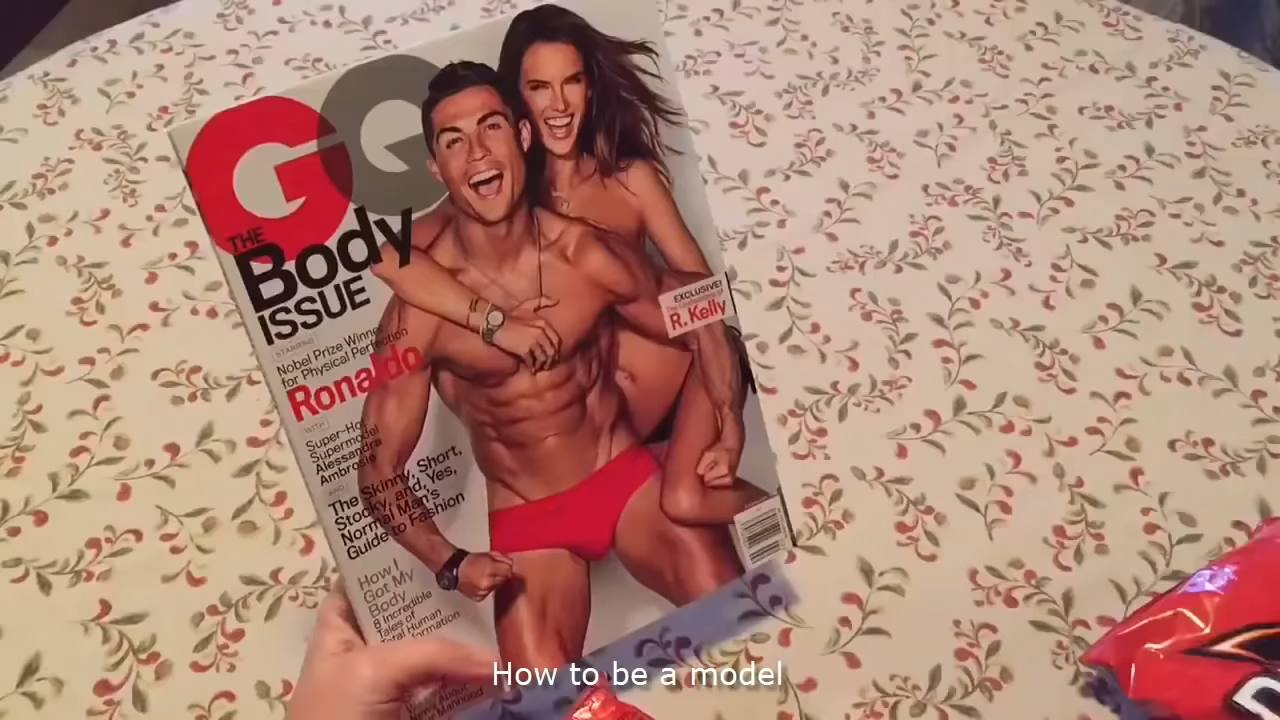 GQ
THE
Body
ISSUE
STARRING
Nobel Prize Winner
for Physical Perfection
Ronaldo
WITH
Super-Hot
Supermodel
Alessandra
Ambrosio
AND
The Skinny, Short,
Stocky, and, Yes,
Normal Man's
Guide to Fashion
How I
Got My
Body
8 Incredible
Tales of
Total Human
EXCLUSIVE!
R. Kelly
How to be a model